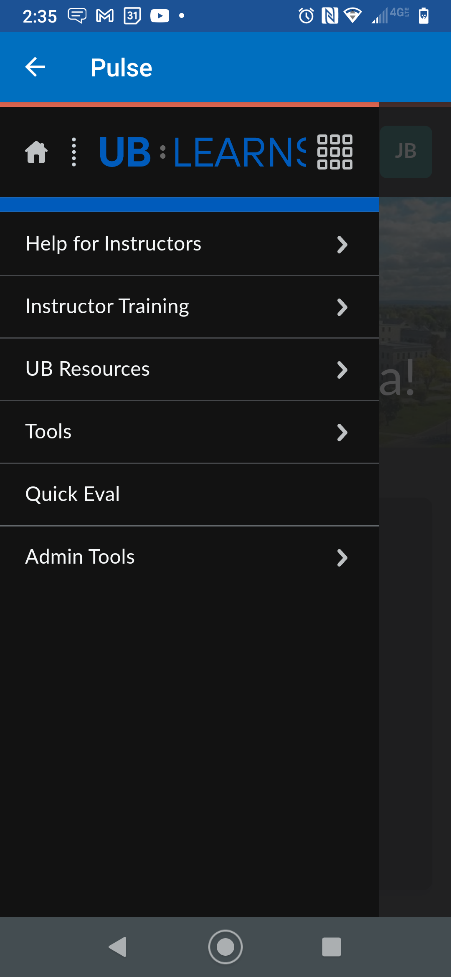 2:35
31
4G
Pulse
UB : LEARNS
JB
Help for Instructors
Instructor Training
UB Resources
a!
Tools
Quick Eval
Admin Tools